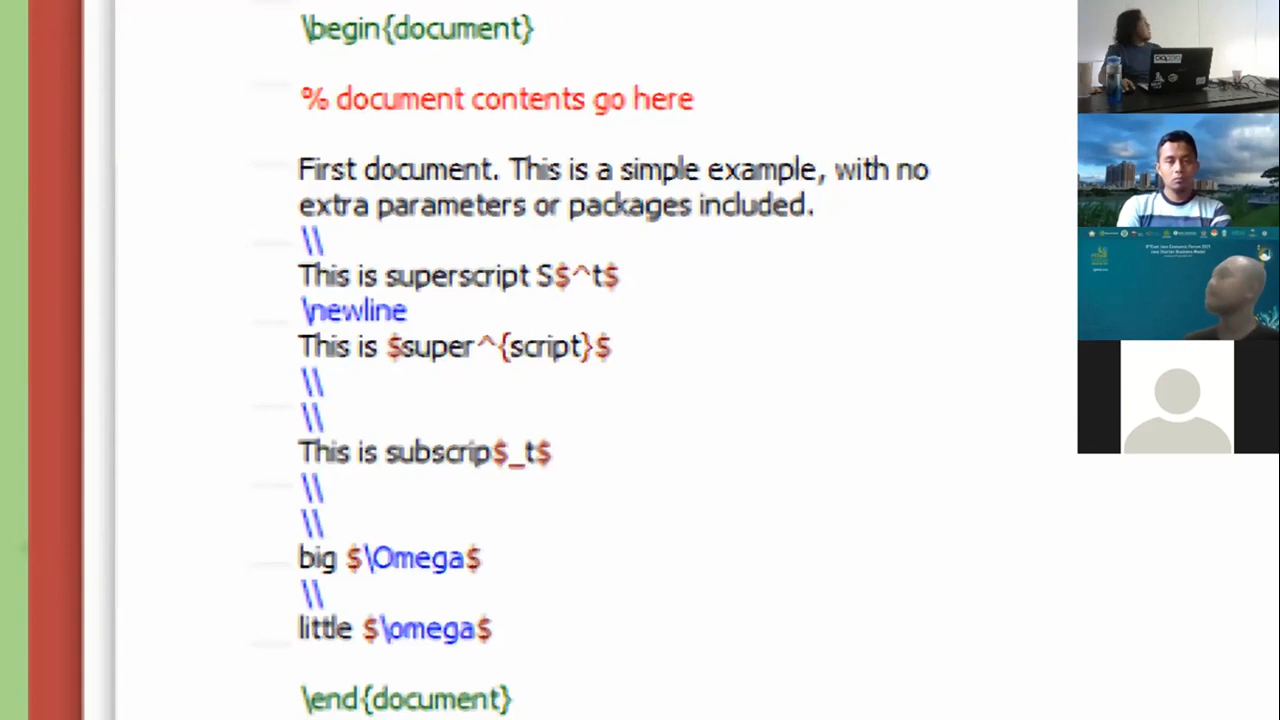 \begin{document}
% document contents go here
First document. This is a simple example, with no
extra parameters or packages included.
\\
This is superscript S$^t$
\newline
This is $super^{script}$
\\
\\
This is subscrip$_t$
\\
\\
big $\Omega$
\\
little $\omega$
\end{document}